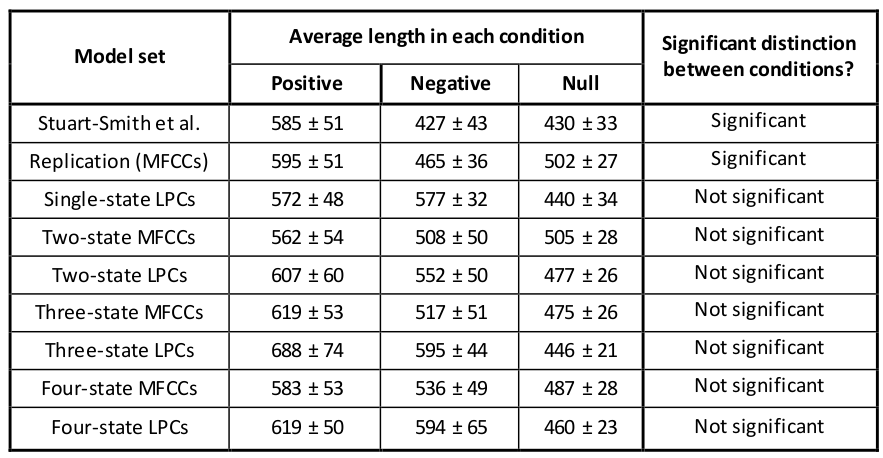 Model set
Average length in each condition
Significant distinction
between conditions?
Positive Negative Null
Stuart-Smith et al. 585 ± 51 427 ± 43 430 ± 33 Significant
Replication (MFCCs) 595 ± 51 465 ± 36 502 ± 27 Significant
Single-state LPCs 572 ± 48 577 ± 32 440 ± 34 Not significant
Two-state MFCCs 562 ± 54 508 ± 50 505 ± 28 Not significant
Two-state LPCs 607 ± 60 552 ± 50 477 ± 26 Not significant
Three-state MFCCs 619 ± 53 517 ± 51 475 ± 26 Not significant
Three-state LPCs 688 ± 74 595 ± 44 446 ± 21 Not significant
Four-state MFCCs 583 ± 53 536 ± 49 487 ± 28 Not significant
Four-state LPCs 619 ± 50 594 ± 65 460 ± 23 Not significant